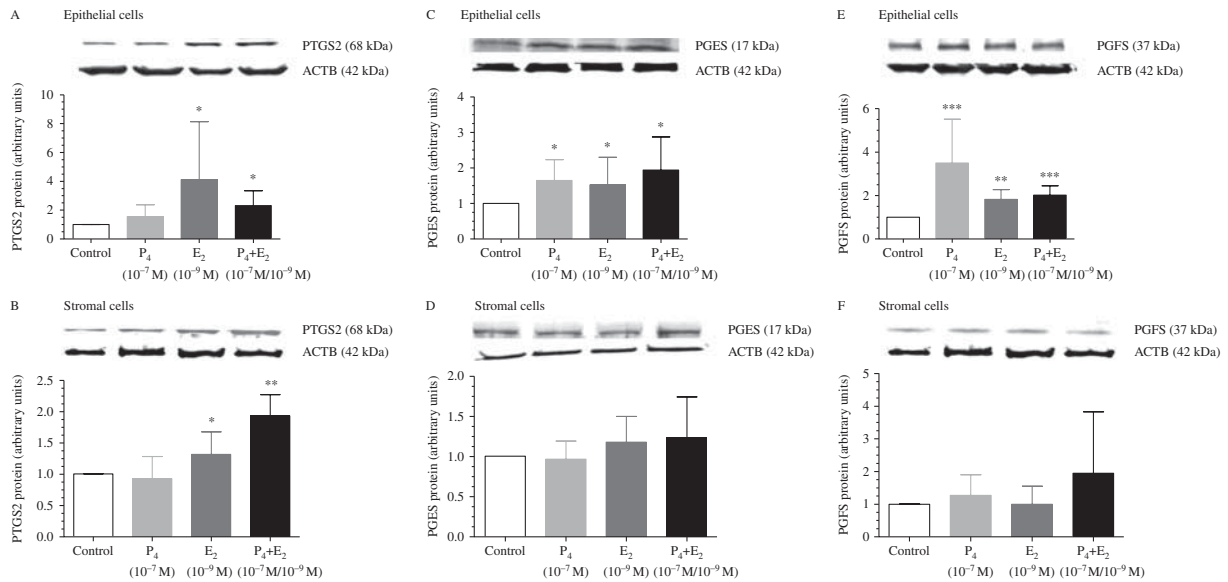 A Epithelial cells
PTGS2 (68 kDa)
ACTB (42 kDa)
PTGS2 protein (arbitrary units)
10
8
6
4
2
0
*
*
Control P₄ E₂ P₄+E₂
(10⁻⁷ M) (10⁻⁹ M) (10⁻⁷M/10⁻⁹ M)
C Epithelial cells
PGES (17 kDa)
ACTB (42 kDa)
PGES protein (arbitrary units)
4
3
2
1
0
* * *
Control P₄ E₂ P₄+E₂
(10⁻⁷ M) (10⁻⁹ M) (10⁻⁷M/10⁻⁹ M)
E Epithelial cells
PGFS (37 kDa)
ACTB (42 kDa)
PGFS protein (arbitrary units)
6
4
2
0
***
** ***
Control P₄ E₂ P₄+E₂
(10⁻⁷ M) (10⁻⁹ M) (10⁻⁷M/10⁻⁹ M)
B Stromal cells
PTGS2 (68 kDa)
ACTB (42 kDa)
PTGS2 protein (arbitrary units)
2.5
2.0
1.5
1.0
0.5
0.0
* **
Control P₄ E₂ P₄+E₂
(10⁻⁷ M) (10⁻⁹ M) (10⁻⁷M/10⁻⁹ M)
D Stromal cells
PGES (17 kDa)
ACTB (42 kDa)
PGES protein (arbitrary units)
2.0
1.5
1.0
0.5
0.0
Control P₄ E₂ P₄+E₂
(10⁻⁷ M) (10⁻⁹ M) (10⁻⁷M/10⁻⁹ M)
F Stromal cells
PGFS (37 kDa)
ACTB (42 kDa)
PGFS protein (arbitrary units)
5
4
3
2
1
0
Control P₄ E₂ P₄+E₂
(10⁻⁷ M) (10⁻⁹ M) (10⁻⁷M/10⁻⁹ M)